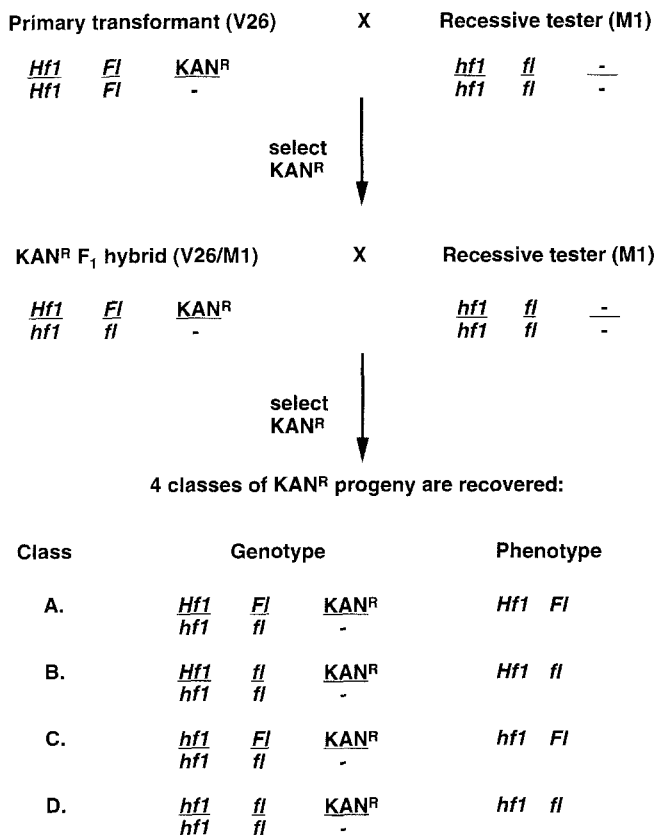 Primary transformant (V26) X Recessive tester (M1)
Hf1 Fl KANR hf1 fl -
Hf1 Fl - hf1 fl -
select
KANR
KANR F1 hybrid (V26/M1) X Recessive tester (M1)
Hf1 Fl KANR hf1 fl -
hf1 fl - hf1 fl -
select
KANR
4 classes of KANR progeny are recovered:
Class Genotype Phenotype
A. Hf1 Fl KANR Hf1 Fl
hf1 fl -
B. Hf1 fl KANR Hf1 fl
hf1 fl -
C. hf1 Fl KANR hf1 Fl
hf1 fl -
D. hf1 fl KANR hf1 fl
hf1 fl -